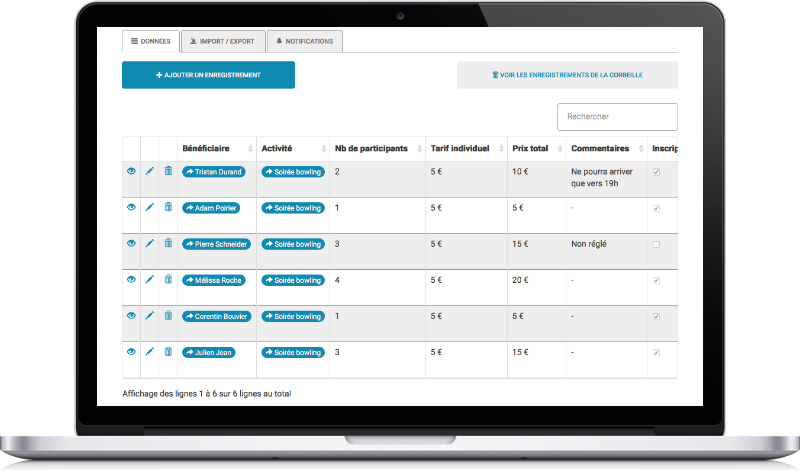 DONNÉES IMPORT / EXPORT NOTIFICATIONS
AJOUTER UN ENREGISTREMENT VOIR LES ENREGISTREMENTS DE LA CORBEILLE
Rechercher
Bénéficiaire Activité Nb de participants Tarif individuel Prix total Commentaires Inscrip
Tristan Durand Soirée bowling 2 5 € 10 € Ne pourra arriver
que vers 19h
Adam Poirier Soirée bowling 1 5 € 5 € -
Pierre Schneider Soirée bowling 3 5 € 15 € Non réglé
Mélissa Roche Soirée bowling 4 5 € 20 € -
Corentin Bouvier Soirée bowling 1 5 € 5 € -
Julien Jean Soirée bowling 3 5 € 15 € -
Affichage des lignes 1 à 6 sur 6 lignes au total